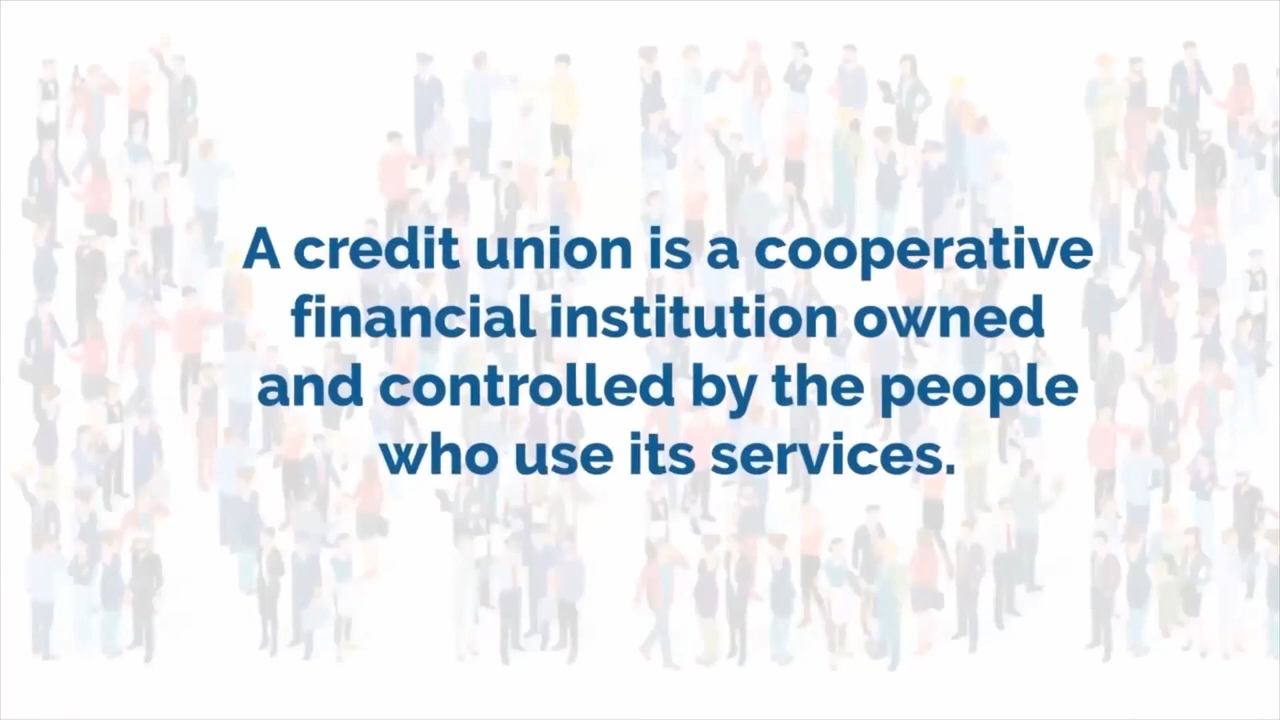 A credit union is a cooperative
financial institution owned
and controlled by the people
who use its services.